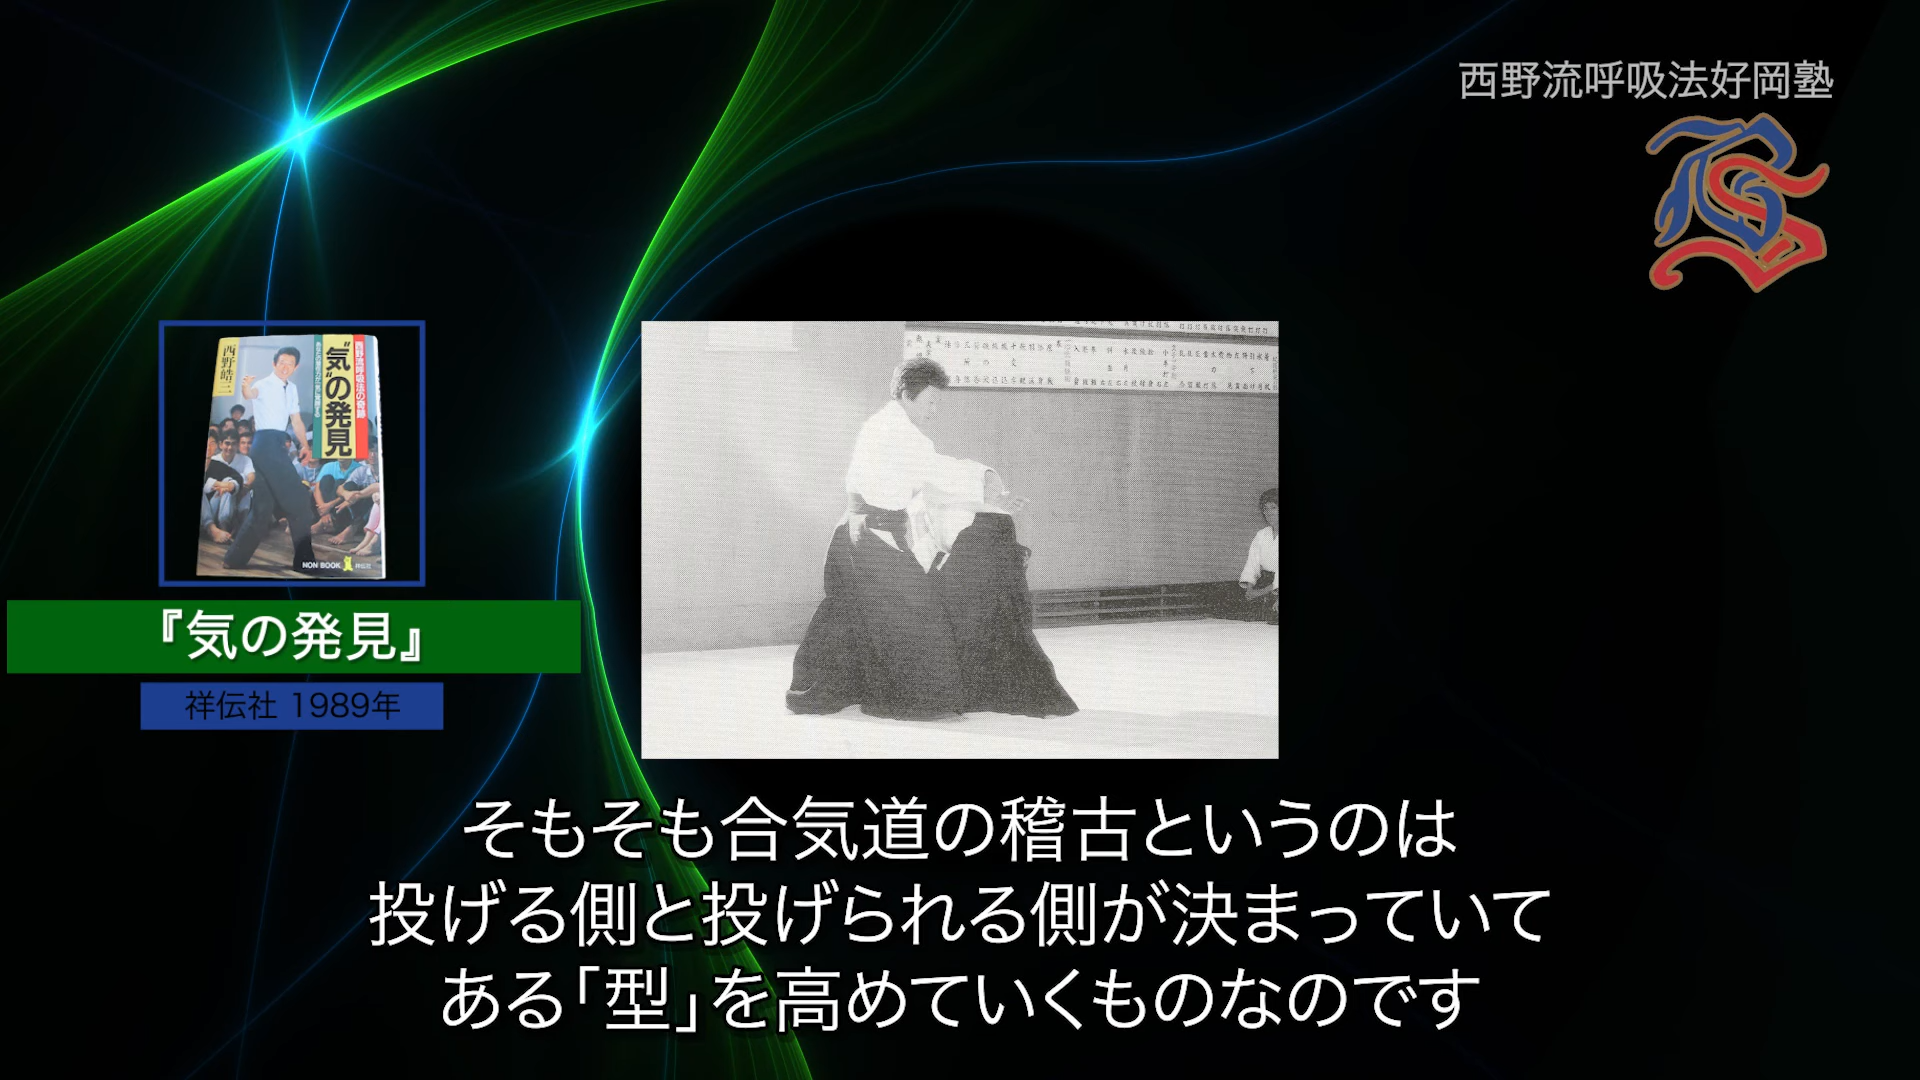 西野流呼吸法好岡塾
西野皓三
"気"の発見
西野流呼吸法の奇跡
NON BOOK
祥伝社
『気の発見』
祥伝社 1989年
そもそも合気道の稽古というのは
投げる側と投げられる側が決まっていて
ある「型」を高めていくものなのです